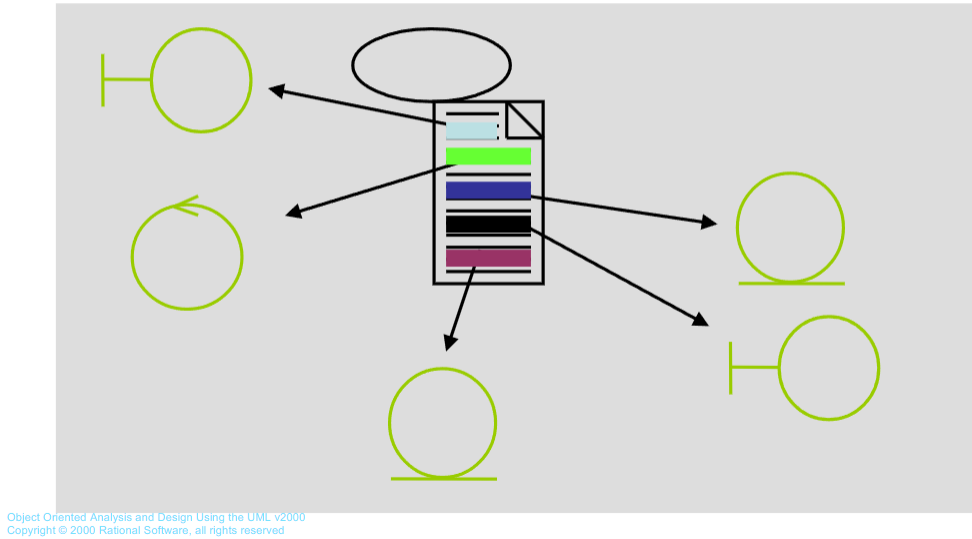 Object Oriented Analysis and Design Using the UML v2000
Copyright © 2000 Rational Software, all rights reserved